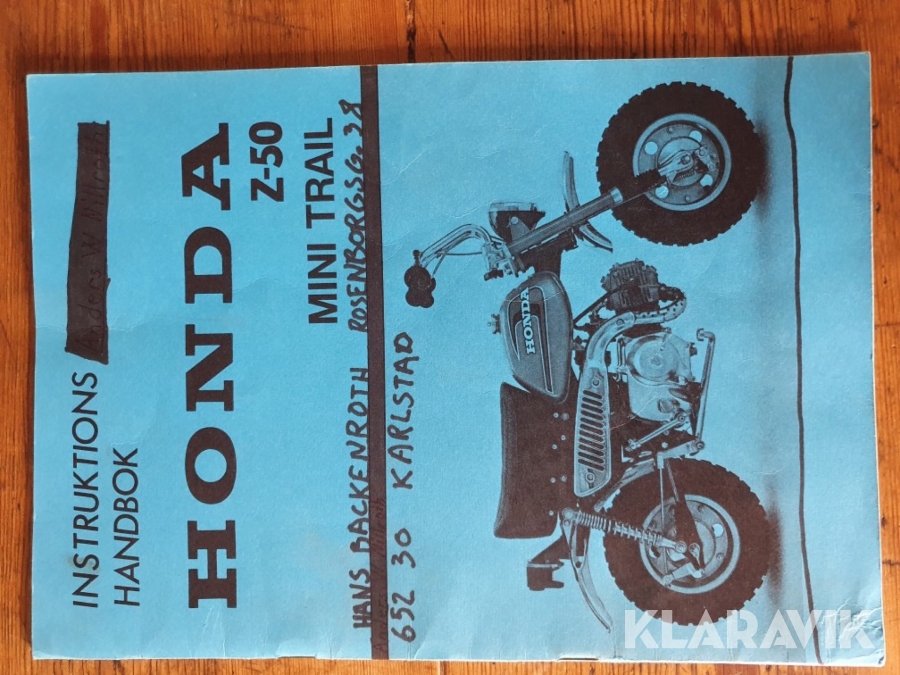 INSTRUKTIONS
HANDBOK
HONDA
Z-50
MINI TRAIL
HANS BACKENROTH ROSENBORGSG. 38
652 30 KARLSTAD
HONDA
KLARAVIK